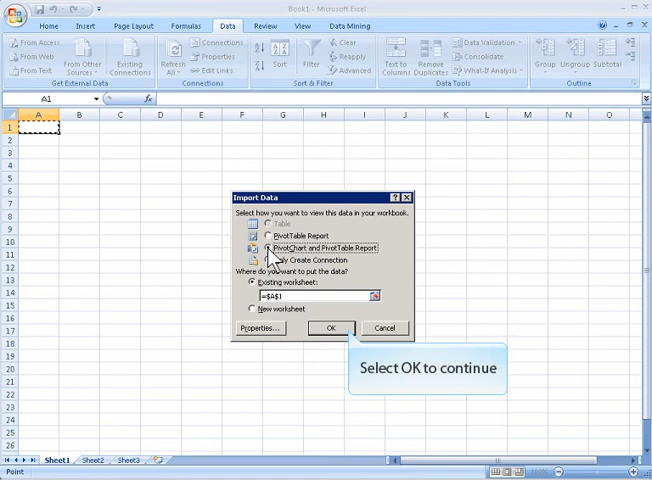 Book1 - Microsoft Excel
Home Insert Page Layout Formulas Data Review View Data Mining
From Access
From Web
From Text
From Other Sources
Existing Connections
Get External Data
Refresh All
Connections
Properties
Edit Links
Connections
Sort
Filter
Clear
Reapply
Advanced
Sort & Filter
Text to Columns
Remove Duplicates
Data Validation
Consolidate
What-If Analysis
Data Tools
Group
Ungroup
Subtotal
Outline
A1 fx
A B C D E F G H I J K L M N O
1
2
3
4
5
6
7
8
9
10
11
12
13
14
15
16
17
18
19
20
21
22
23
24
25
26
Import Data
Select how you want to view this data in your workbook.
Table
PivotTable Report
PivotChart and PivotTable Report
Only Create Connection
Where do you want to put the data?
Existing worksheet:
=$A$1
New worksheet
Properties... OK Cancel
Select OK to continue
Sheet1 Sheet2 Sheet3
Point 100%